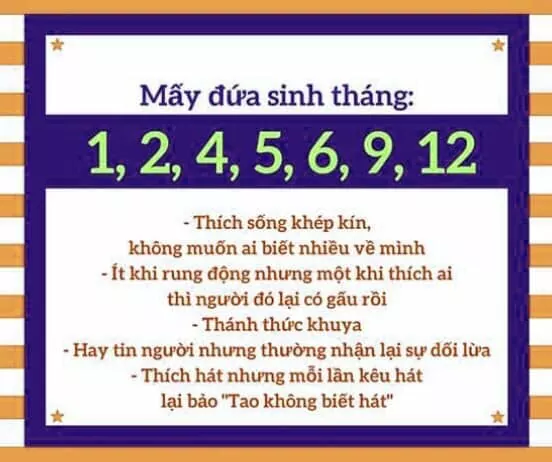 Mấy đứa sinh tháng:
1, 2, 4, 5, 6, 9, 12
- Thích sống khép kín,
không muốn ai biết nhiều về mình
- Ít khi rung động nhưng một khi thích ai
thì người đó lại có gấu rồi
- Thánh thức khuya
- Hay tin người nhưng thường nhận lại sự dối lừa
- Thích hát nhưng mỗi lần kêu hát
lại bảo "Tao không biết hát"